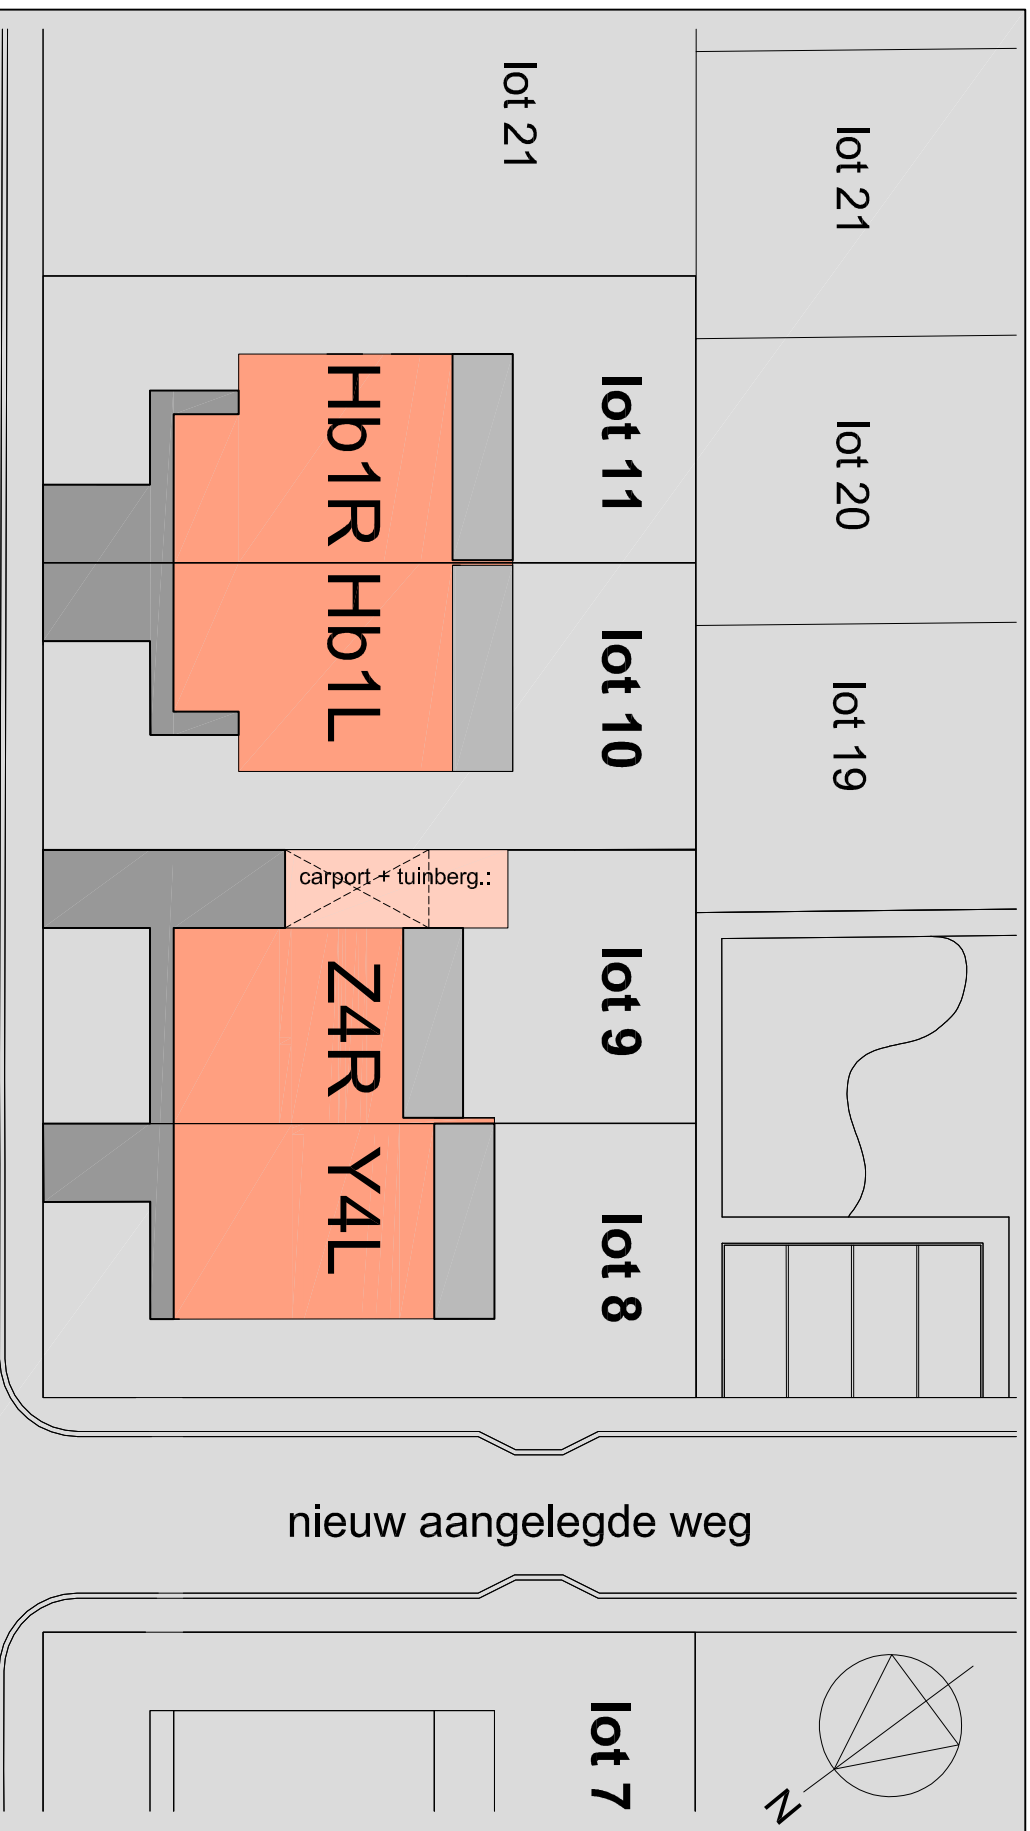 lot 21
lot 21
lot 11
Hb1R
lot 20
lot 10
Hb1L
lot 19
carport + tuinberg.:
lot 9
Z4R
lot 8
Y4L
nieuw aangelegde weg
lot 7
N